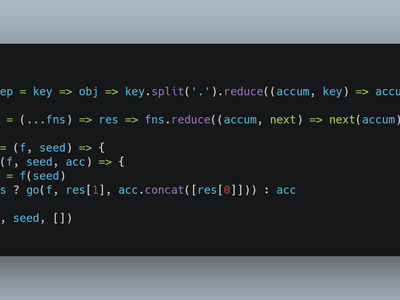 ep = key => obj => key.split('.').reduce((accum, key) => accu
= (...fns) => res => fns.reduce((accum, next) => next(accum)
= (f, seed) => {
(f, seed, acc) => {
= f(seed)
s ? go(f, res[1], acc.concat([res[0]])) : acc
, seed, [])